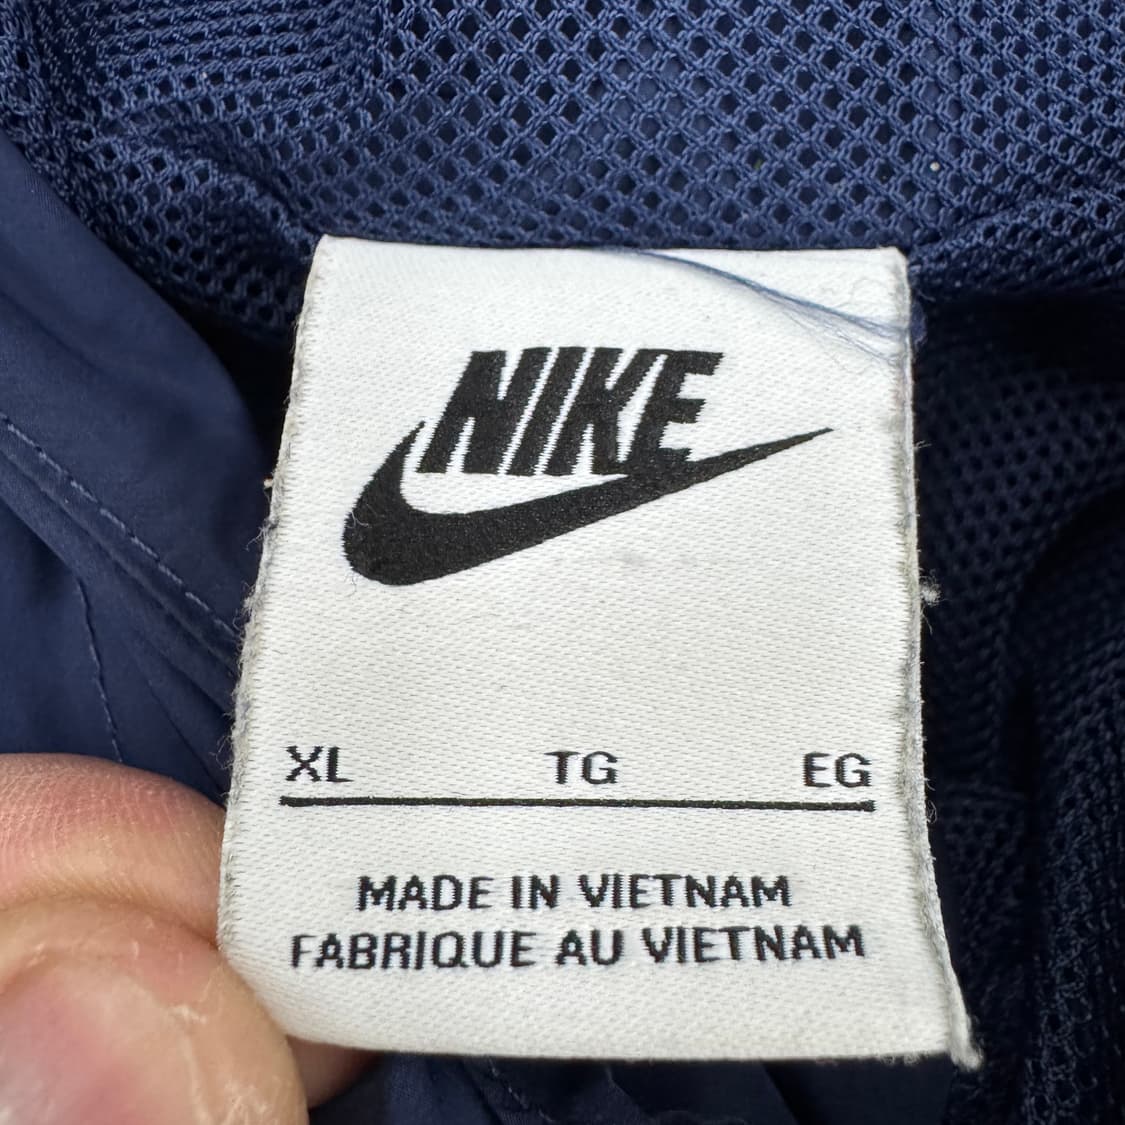 NIKE
XL TG EG
MADE IN VIETNAM
FABRIQUE AU VIETNAM